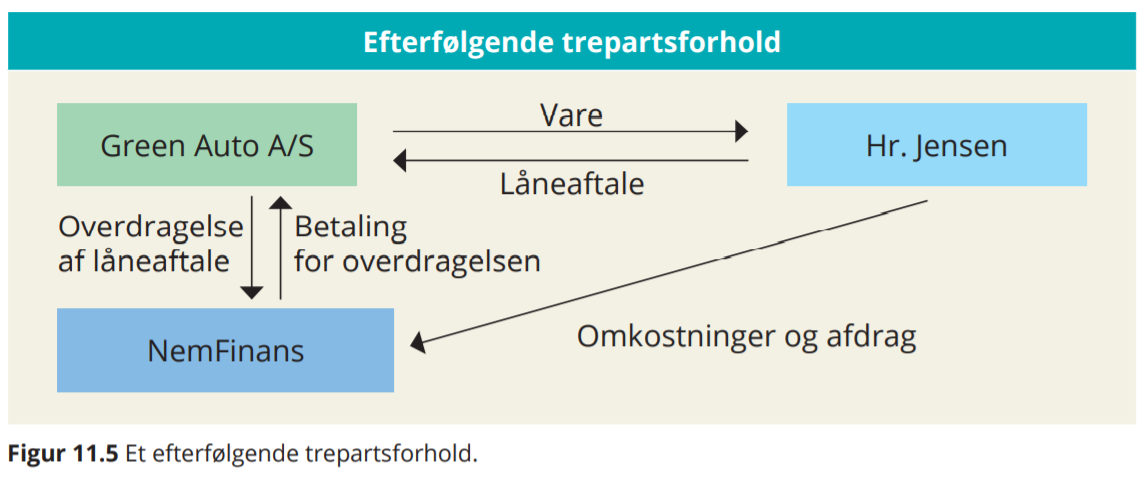 Efterfølgende trepartsforhold
Green Auto A/S
Vare
Hr. Jensen
Låneaftale
Overdragelse
af låneaftale
Betaling
for overdragelsen
NemFinans
Omkostninger og afdrag
Figur 11.5 Et efterfølgende trepartsforhold.